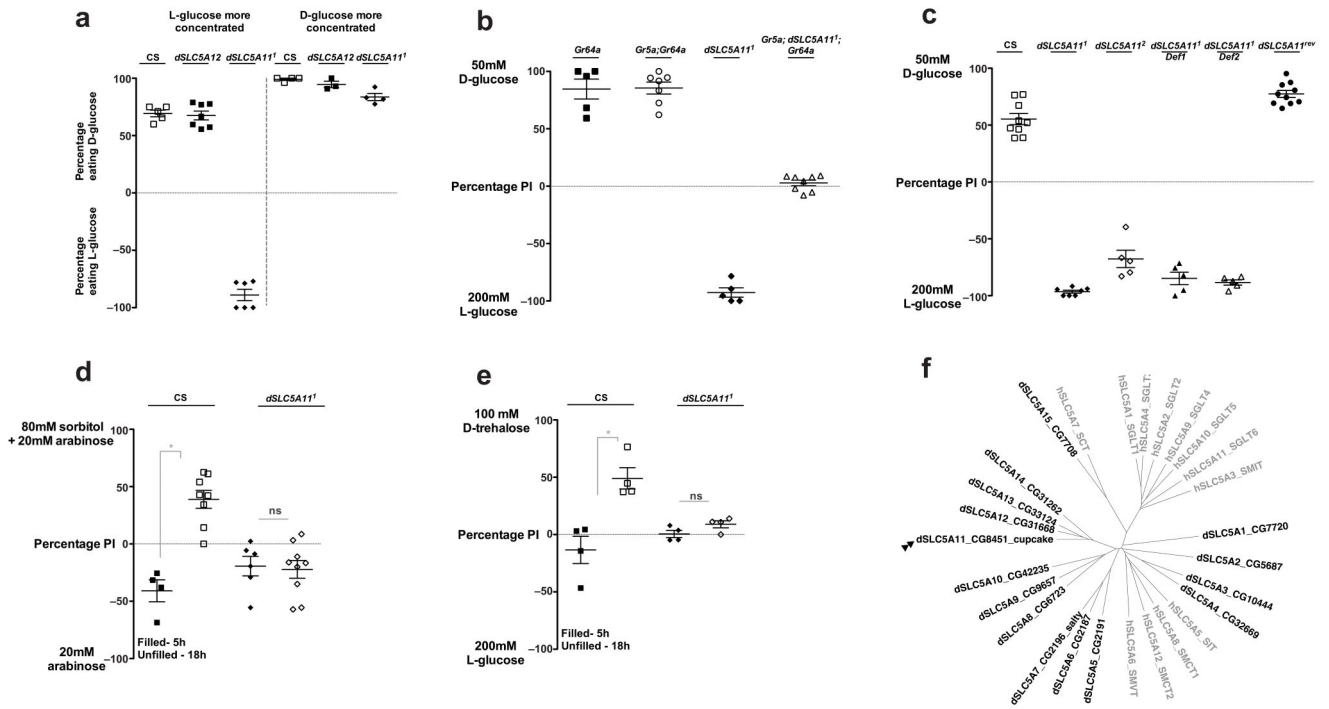 a
L-glucose more
concentrated
D-glucose more
concentrated
CS
dSLC5A12
dSLC5A11¹
CS
dSLC5A12
dSLC5A11¹
Percentage
eating D-glucose
Percentage
eating L-glucose
100
50
0
−50
−100
b
Gr64a
Gr5a;Gr64a
dSLC5A11¹
Gr5a; dSLC5A11¹;
Gr64a
50mM
D-glucose
Percentage PI
200mM
L-glucose
100
50
0
−50
−100
c
CS
dSLC5A11¹
dSLC5A11²
dSLC5A11¹
Def1
dSLC5A11¹
Def2
dSLC5A11rev
50mM
D-glucose
Percentage PI
200mM
L-glucose
100
50
0
−50
−100
d
CS
dSLC5A11¹
80mM sorbitol
+ 20mM arabinose
Percentage PI
20mM
arabinose
100
50
0
−50
−100
*
ns
Filled- 5h
Unfilled - 18h
e
CS
dSLC5A11¹
100 mM
D-trehalose
Percentage PI
200mM
L-glucose
100
50
0
−50
−100
*
ns
Filled- 5h
Unfilled - 18h
f
dSLC5A15_CG7708
hSLC5A7_SCT
hSLC5A1_SGLT1
hSLC5A4_SGLT:
hSLC5A2_SGLT2
hSLC5A9_SGLT4
hSLC5A10_SGLT5
hSLC5A11_SGLT6
hSLC5A3_SMIT
dSLC5A1_CG7720
dSLC5A2_CG5687
dSLC5A3_CG10444
dSLC5A4_CG32669
hSLC5A5_SIT
hSLC5A8_SMCT1
hSLC5A12_SMCT2
hSLC5A6_SMVT
dSLC5A5_CG2191
dSLC5A6_CG2187
dSLC5A7_CG2196_salty
dSLC5A8_CG6723
dSLC5A9_CG9657
dSLC5A10_CG42235
dSLC5A11_CG8451_cupcake
dSLC5A12_CG31668
dSLC5A13_CG33124
dSLC5A14_CG31262